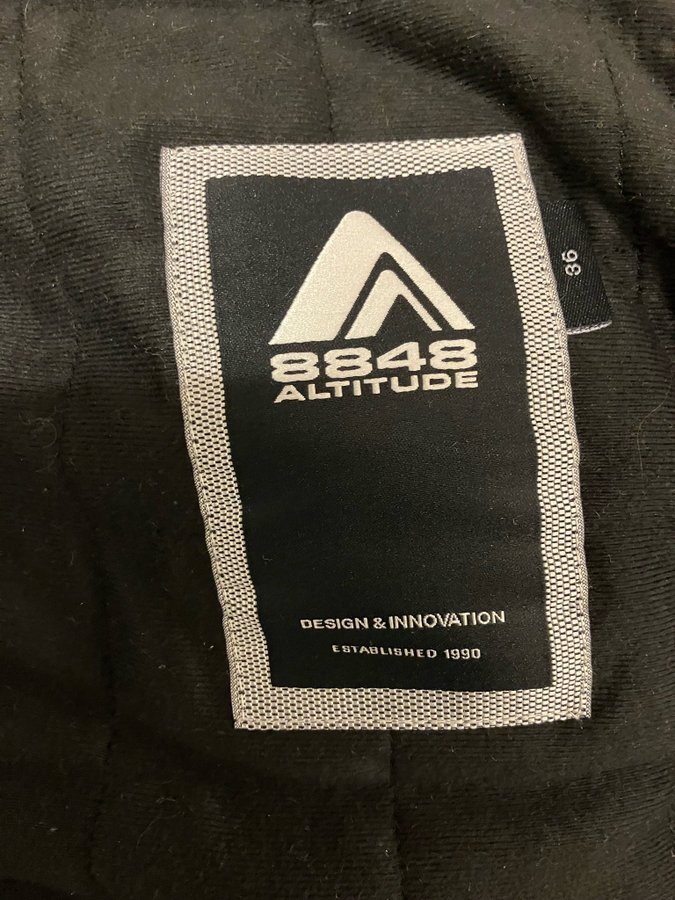 8848
ALTITUDE
36
DESIGN & INNOVATION
ESTABLISHED 1990